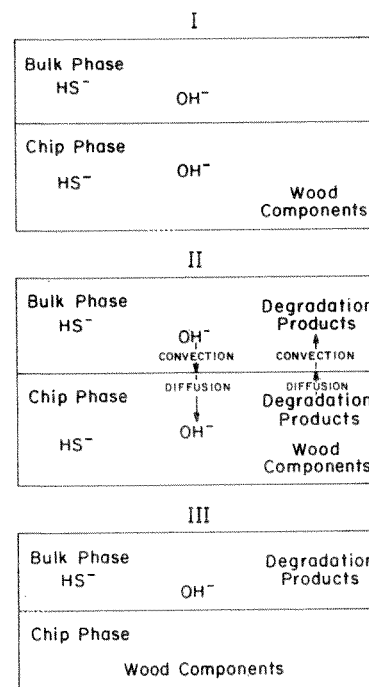 I
Bulk Phase
HS⁻
OH⁻
Chip Phase
HS⁻
OH⁻
Wood
Components
II
Bulk Phase
HS⁻
OH⁻
Degradation
Products
CONVECTION
CONVECTION
DIFFUSION
DIFFUSION
Chip Phase
HS⁻
OH⁻
Degradation
Products
Wood
Components
III
Bulk Phase
HS⁻
OH⁻
Degradation
Products
Chip Phase
Wood Components